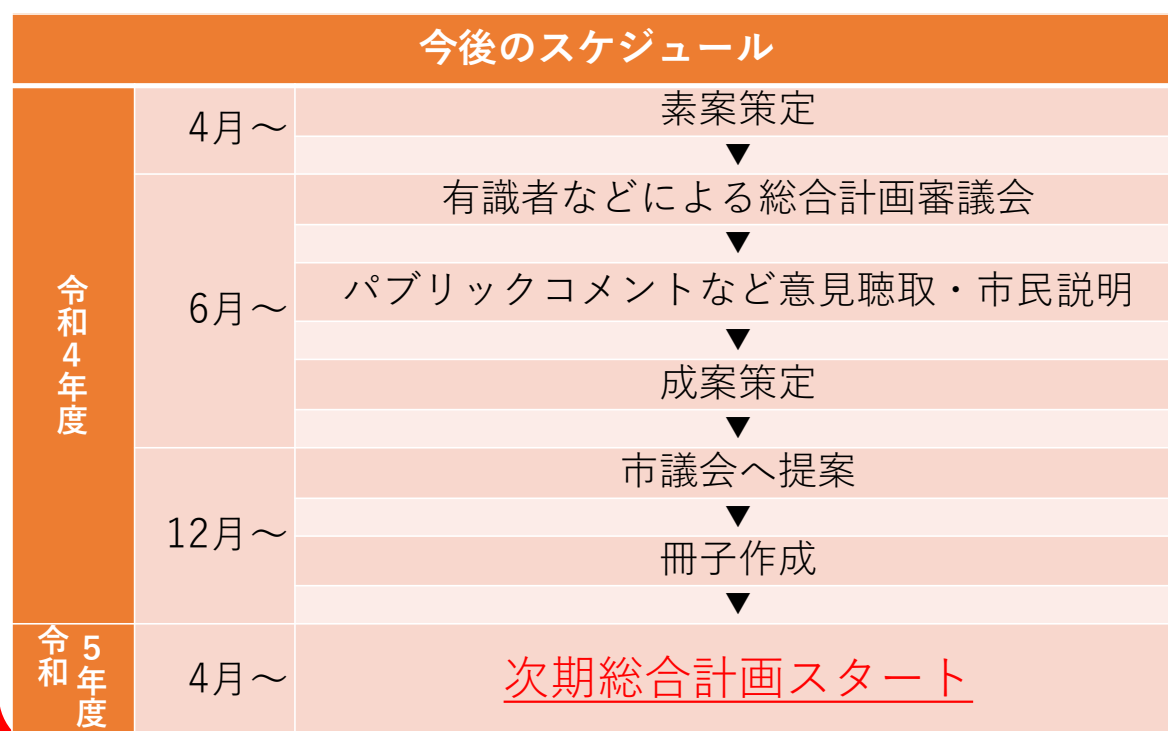 今後のスケジュール
令和4年度
4月～
素案策定
▼
6月～
有識者などによる総合計画審議会
▼
パブリックコメントなど意見聴取・市民説明
▼
成案策定
▼
12月～
市議会へ提案
▼
冊子作成
▼
令和5年度
4月～
次期総合計画スタート